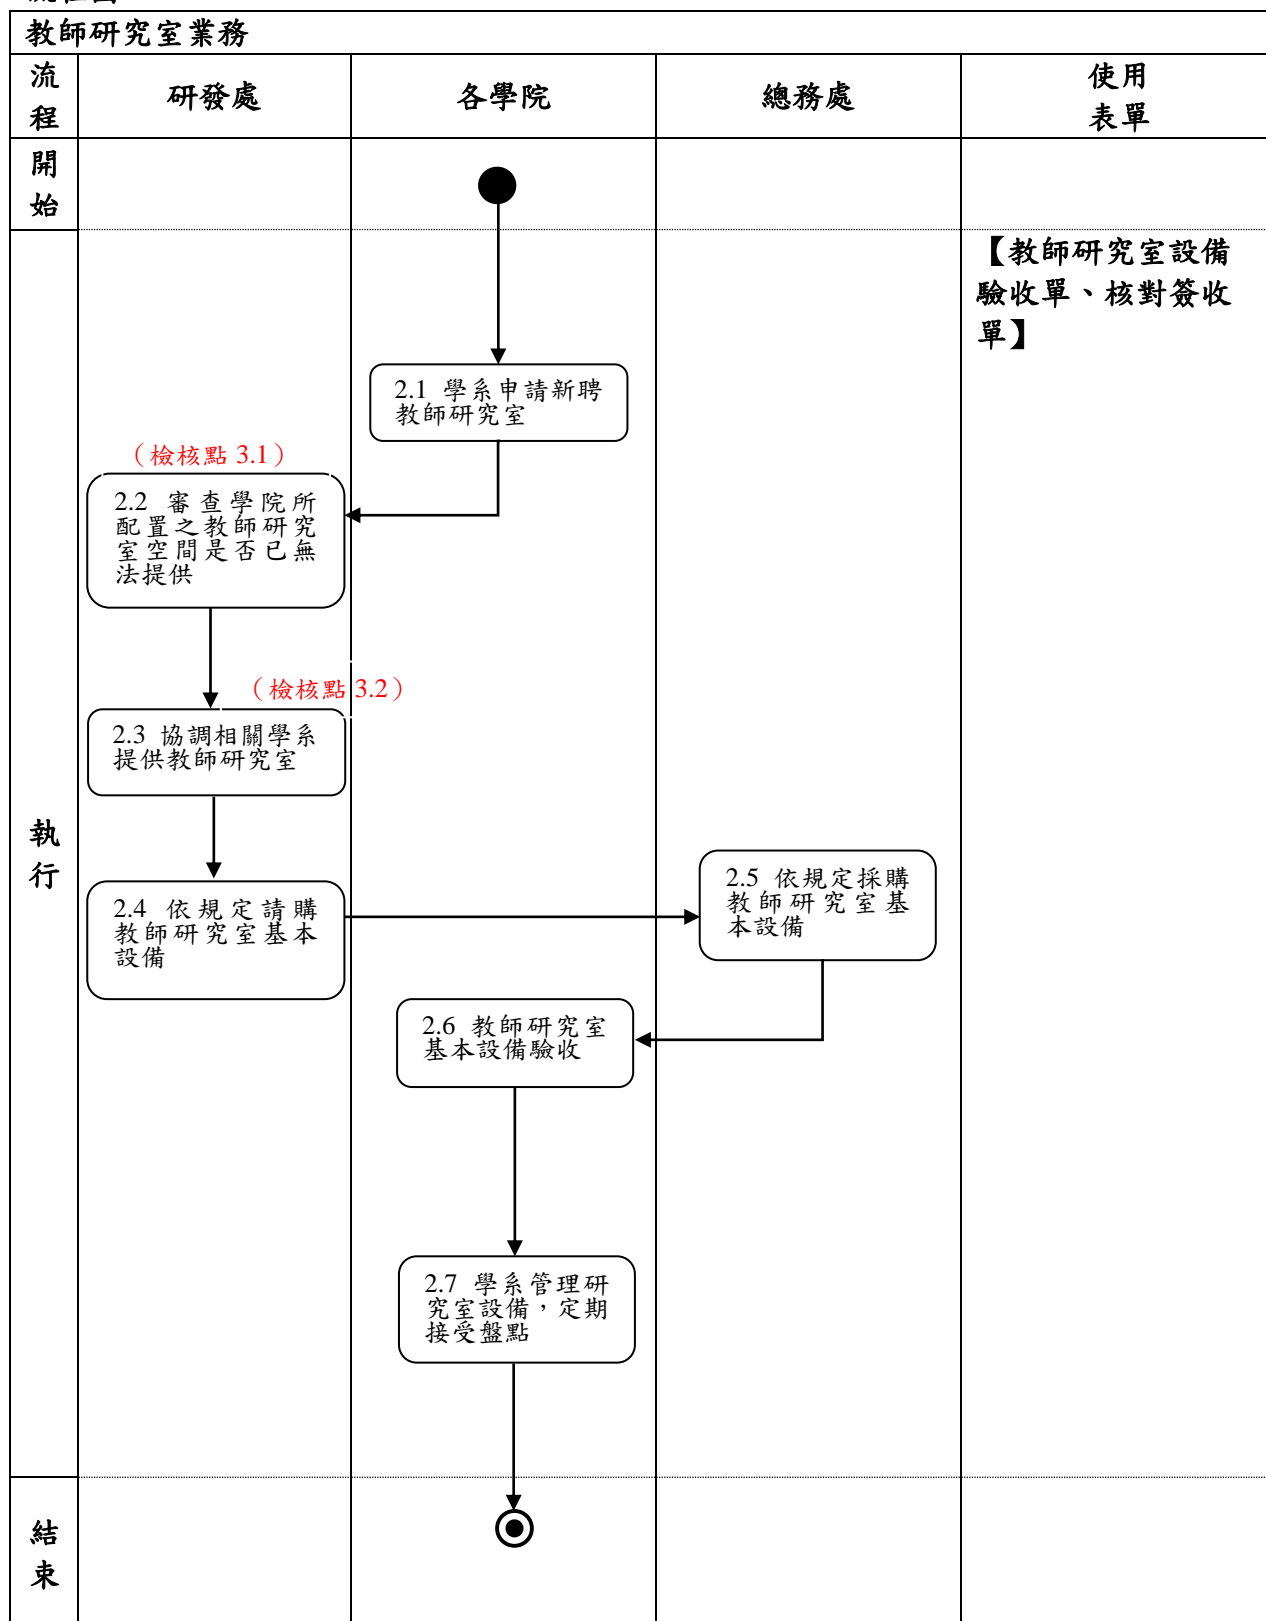 教師研究室業務
流
程
研發處
各學院
總務處
使用
表單
開
始
【教師研究室設備
驗收單、核對簽收
單】
2.1 學系申請新聘
教師研究室
（檢核點 3.1）
2.2 審查學院所
配置之教師研究
室空間是否已無
法提供
（檢核點 3.2）
2.3 協調相關學系
提供教師研究室
執
行
2.4 依規定請購
教師研究室基本
設備
2.5 依規定採購
教師研究室基
本設備
2.6 教師研究室
基本設備驗收
2.7 學系管理研
究室設備，定期
接受盤點
結
束